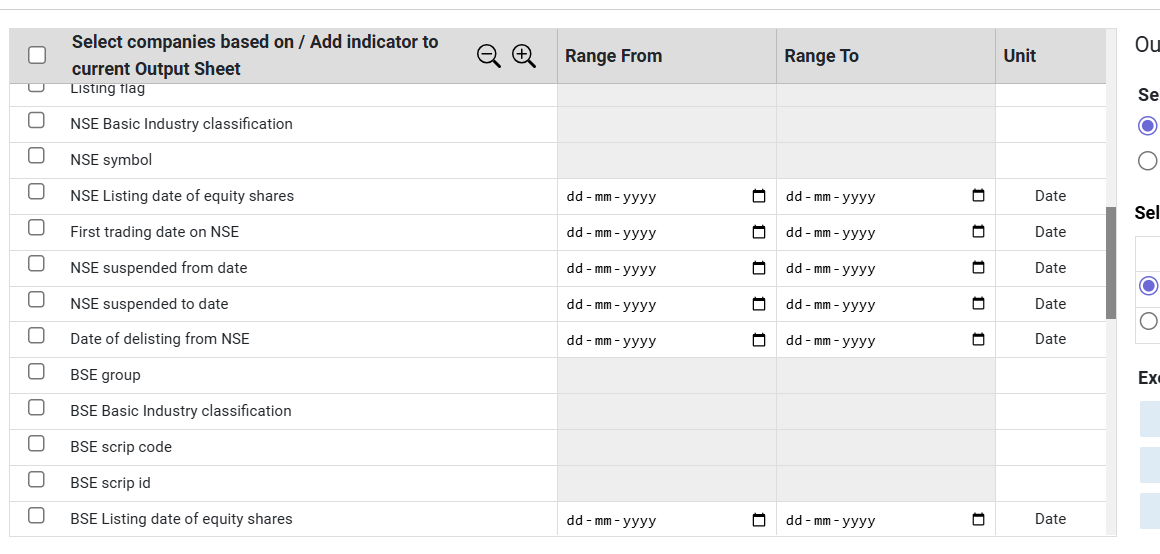 Select companies based on / Add indicator to
current Output Sheet
Range From
Range To
Unit
Listing flag
NSE Basic Industry classification
NSE symbol
NSE Listing date of equity shares dd-mm-yyyy dd-mm-yyyy Date
First trading date on NSE dd-mm-yyyy dd-mm-yyyy Date
NSE suspended from date dd-mm-yyyy dd-mm-yyyy Date
NSE suspended to date dd-mm-yyyy dd-mm-yyyy Date
Date of delisting from NSE dd-mm-yyyy dd-mm-yyyy Date
BSE group
BSE Basic Industry classification
BSE scrip code
BSE scrip id
BSE Listing date of equity shares dd-mm-yyyy dd-mm-yyyy Date
Ou
Se
Sel